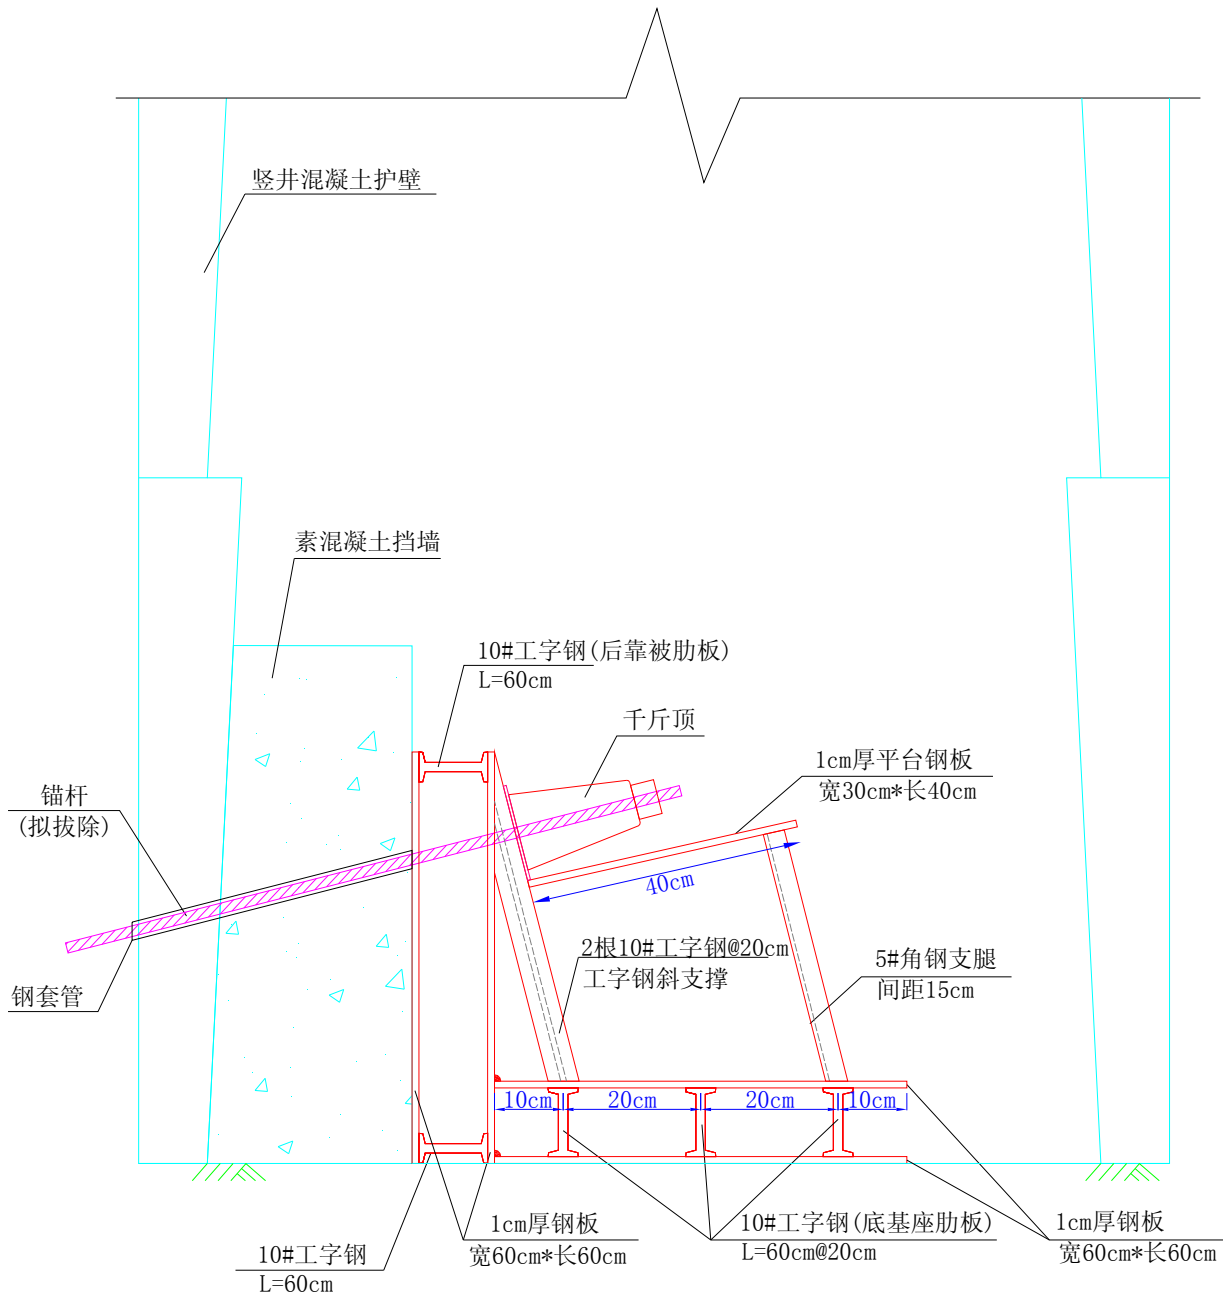 竖井混凝土护壁
素混凝土挡墙
10#工字钢(后靠被肋板)
L=60cm
千斤顶
1cm厚平台钢板
宽30cm*长40cm
锚杆
(拟拔除)
40cm
2根10#工字钢@20cm
工字钢斜支撑
5#角钢支腿
间距15cm
钢套管
10cm
20cm
20cm
10cm
1cm厚钢板
宽60cm*长60cm
10#工字钢(底基座肋板)
L=60cm@20cm
1cm厚钢板
宽60cm*长60cm
10#工字钢
L=60cm